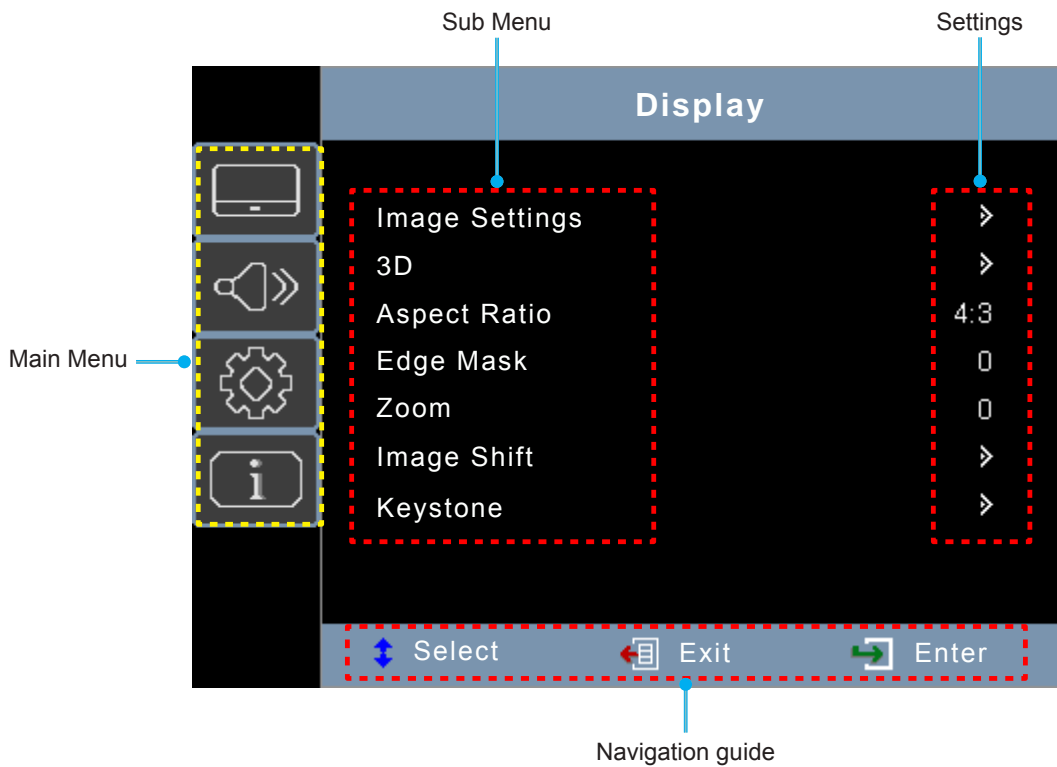 Sub Menu Settings
Display
Image Settings
3D
Aspect Ratio 4:3
Edge Mask 0
Main Menu
Zoom 0
Image Shift
i
Keystone
Select Exit Enter
Navigation guide